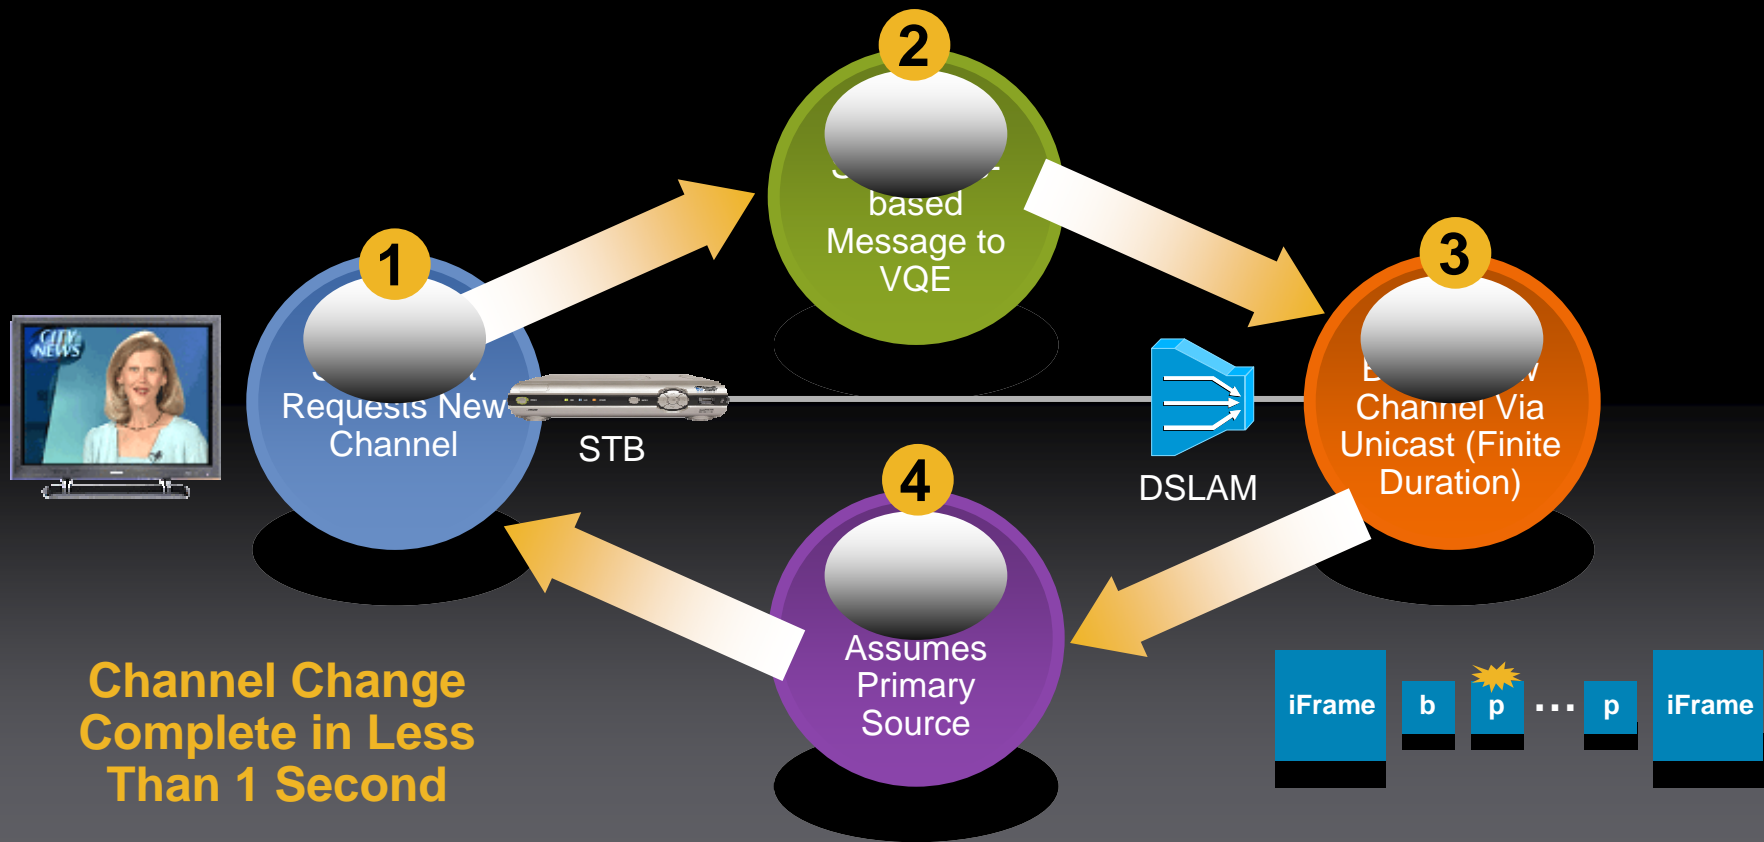 1
Requests New
Channel
2
based
Message to
VQE
3
Channel Via
Unicast (Finite
Duration)
4
Assumes
Primary
Source
CITY
NEWS
STB
DSLAM
Channel Change
Complete in Less
Than 1 Second
iFrame b p ... p iFrame